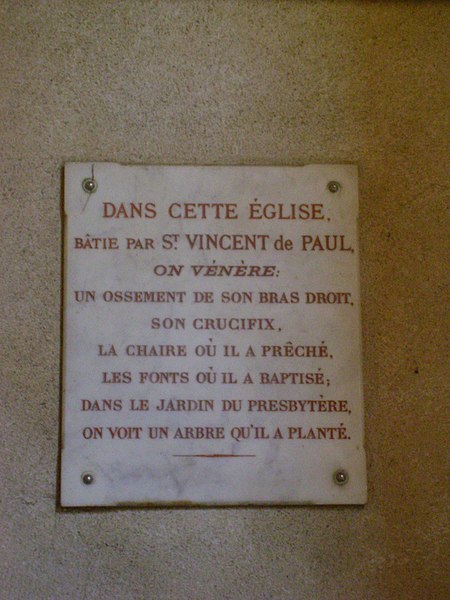 DANS CETTE ÉGLISE,
BÂTIE PAR ST VINCENT de PAUL,
ON VÉNÈRE:
UN OSSEMENT DE SON BRAS DROIT,
SON CRUCIFIX,
LA CHAIRE OÙ IL A PRÊCHÉ,
LES FONTS OÙ IL A BAPTISÉ;
DANS LE JARDIN DU PRESBYTÈRE,
ON VOIT UN ARBRE QU'IL A PLANTÉ.